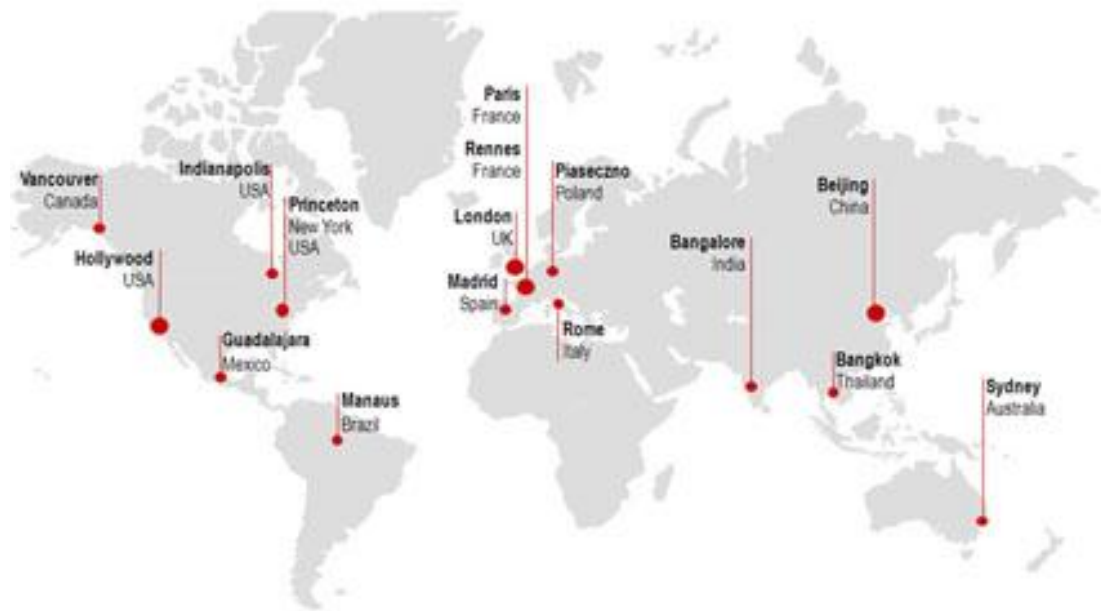 Paris
France
Rennes
France
Piaseczno
Poland
London
UK
Madrid
Spain
Rome
Italy
Vancouver
Canada
Indianapolis
USA
Princeton
New York
USA
Hollywood
USA
Guadalajara
Mexico
Manaus
Brazil
Beijing
China
Bangalore
India
Bangkok
Thailand
Sydney
Australia